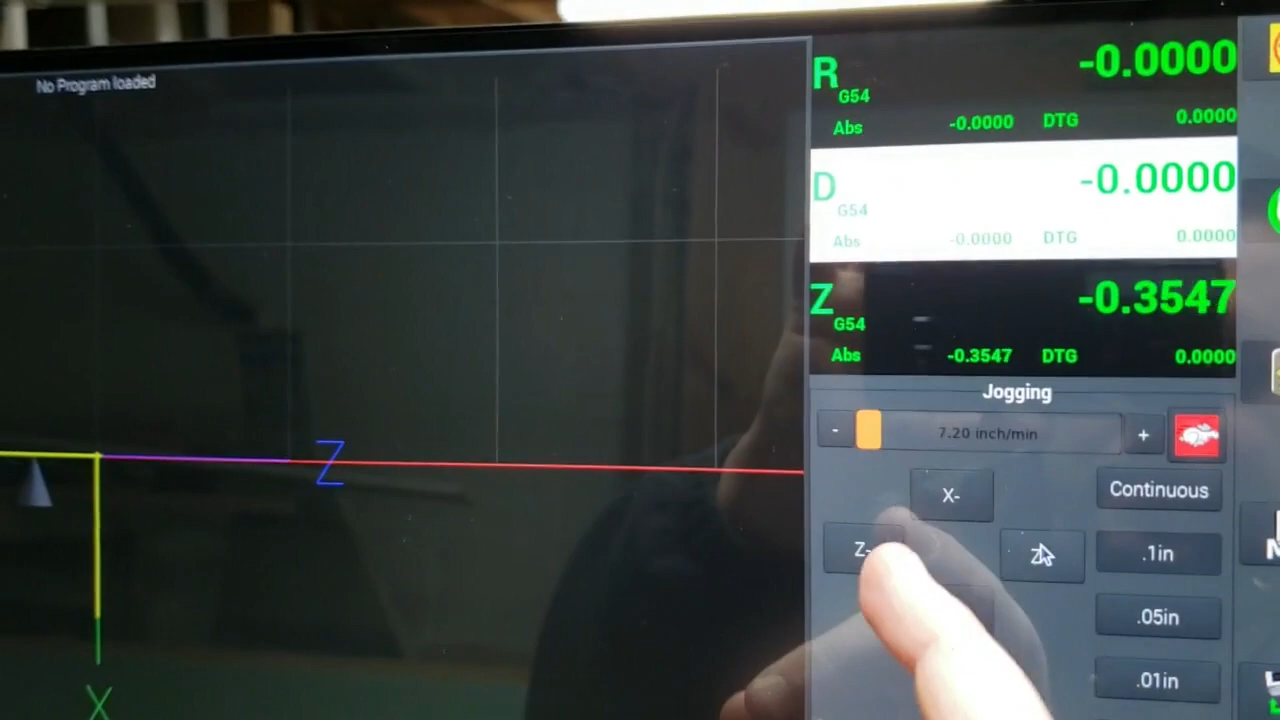 No Program loaded
R G54 -0.0000
Abs -0.0000 DTG 0.0000
D G54 -0.0000
Abs -0.0000 DTG 0.0000
Z G54 -0.3547
Abs -0.3547 DTG 0.0000
Jogging
- 7.20 inch/min +
X- Continuous
Z- .1in
.05in
.01in
Z
X